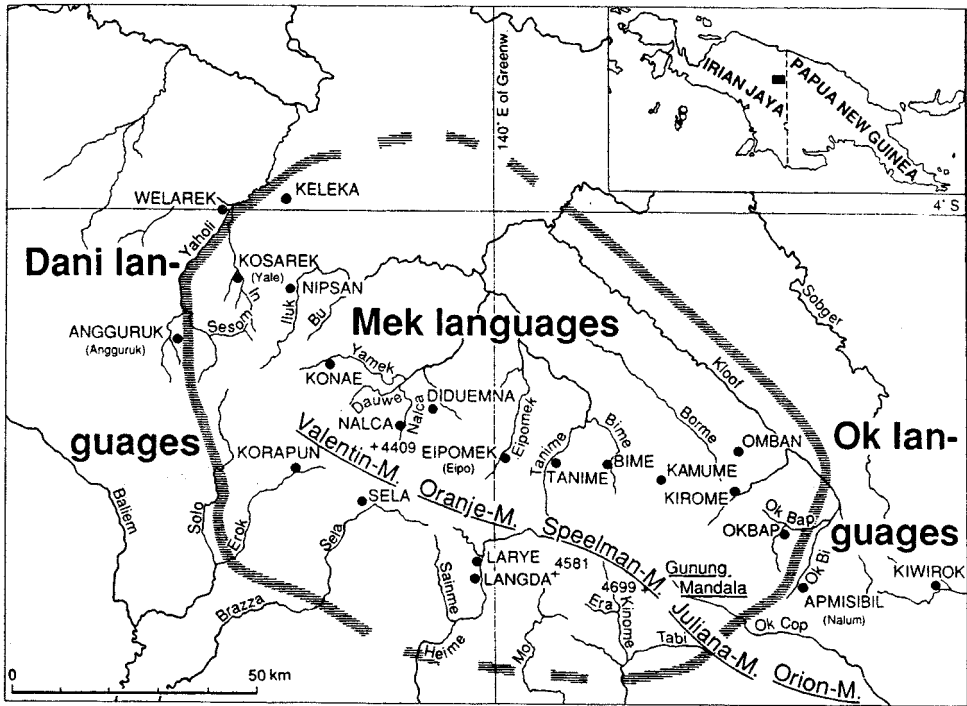 140° E of Greenw.
IRIAN JAYA
PAPUA NEW GUINEA
4° S
WELAREK
KELEKA
Yaholi
Dani lan-
guages
KOSAREK
(Yale)
In
Sesom
Iluk
NIPSAN
Bu
Mek languages
Sobger
ANGGURUK
(Angguruk)
KONAE
Yamek
Dauwe
NALCA
Nalca
DIDUEMNA
Kloof
+4409
Valentin-M.
KORAPUN
EIPOMEK
(Eipo)
Eipomek
Tanime
TANIME
Bime
BIME
Borme
KAMUME
OMBAN
KIROME
Ok lan-
guages
Baliem
Solo
Erok
SELA
Sela
Oranje-M.
Speelman-M.
OKBAP
Ok Bap
Ok Bi
KIWIROK
LARYE
LANGDA
+
4581
4699
+
Gunung
Mandala
APMISIBIL
(Nalum)
Sainme
Era
Kinome
Juliana-M.
Ok Cop
Brazza
Heime
Mo
Tabi
Orion-M.
0
50 km